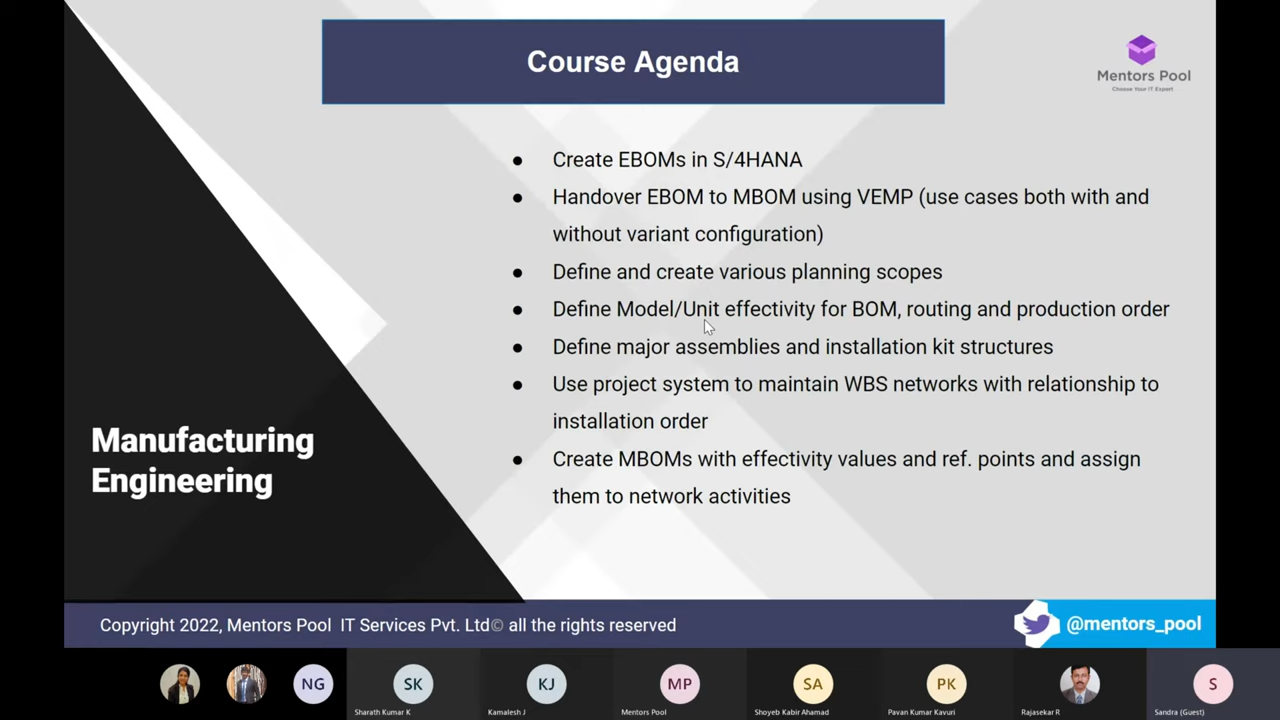 Course Agenda
Mentors Pool
Choose Your IT Expert
● Create EBOMs in S/4HANA
● Handover EBOM to MBOM using VEMP (use cases both with and
without variant configuration)
● Define and create various planning scopes
● Define Model/Unit effectivity for BOM, routing and production order
● Define major assemblies and installation kit structures
● Use project system to maintain WBS networks with relationship to
installation order
● Create MBOMs with effectivity values and ref. points and assign
them to network activities
Manufacturing
Engineering
Copyright 2022, Mentors Pool IT Services Pvt. Ltd© all the rights reserved
@mentors_pool
NG
SK
KJ
MP
SA
PK
S
Sharath Kumar K
Kamalesh J
Mentors Pool
Shoyeb Kabir Ahamad
Pavan Kumar Kavuri
Rajasekar R
Sandra (Guest)